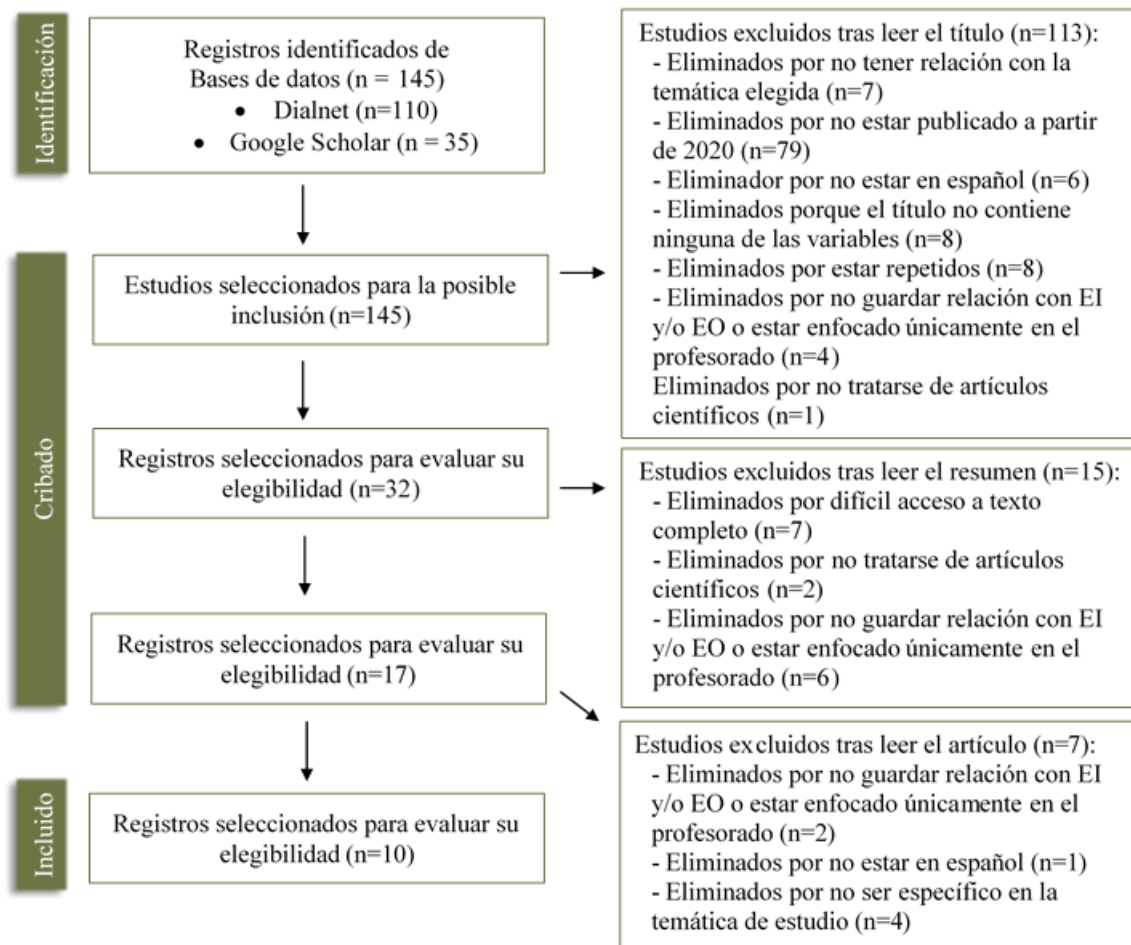 Identificación
Registros identificados de
Bases de datos (n = 145)
• Dialnet (n=110)
• Google Scholar (n = 35)
Estudios excluidos tras leer el título (n=113):
- Eliminados por no tener relación con la
temática elegida (n=7)
- Eliminados por no estar publicado a partir
de 2020 (n=79)
- Eliminador por no estar en español (n=6)
- Eliminados porque el título no contiene
ninguna de las variables (n=8)
- Eliminados por estar repetidos (n=8)
- Eliminados por no guardar relación con EI
y/o EO o estar enfocado únicamente en el
profesorado (n=4)
Eliminados por no tratarse de artículos
científicos (n=1)
Cribado
Estudios seleccionados para la posible
inclusión (n=145)
Registros seleccionados para evaluar su
elegibilidad (n=32)
Estudios excluidos tras leer el resumen (n=15):
- Eliminados por difícil acceso a texto
completo (n=7)
- Eliminados por no tratarse de artículos
científicos (n=2)
- Eliminados por no guardar relación con EI
y/o EO o estar enfocado únicamente en el
profesorado (n=6)
Registros seleccionados para evaluar su
elegibilidad (n=17)
Estudios excluidos tras leer el artículo (n=7):
- Eliminados por no guardar relación con EI
y/o EO o estar enfocado únicamente en el
profesorado (n=2)
- Eliminados por no estar en español (n=1)
- Eliminados por no ser específico en la
temática de estudio (n=4)
Incluido
Registros seleccionados para evaluar su
elegibilidad (n=10)